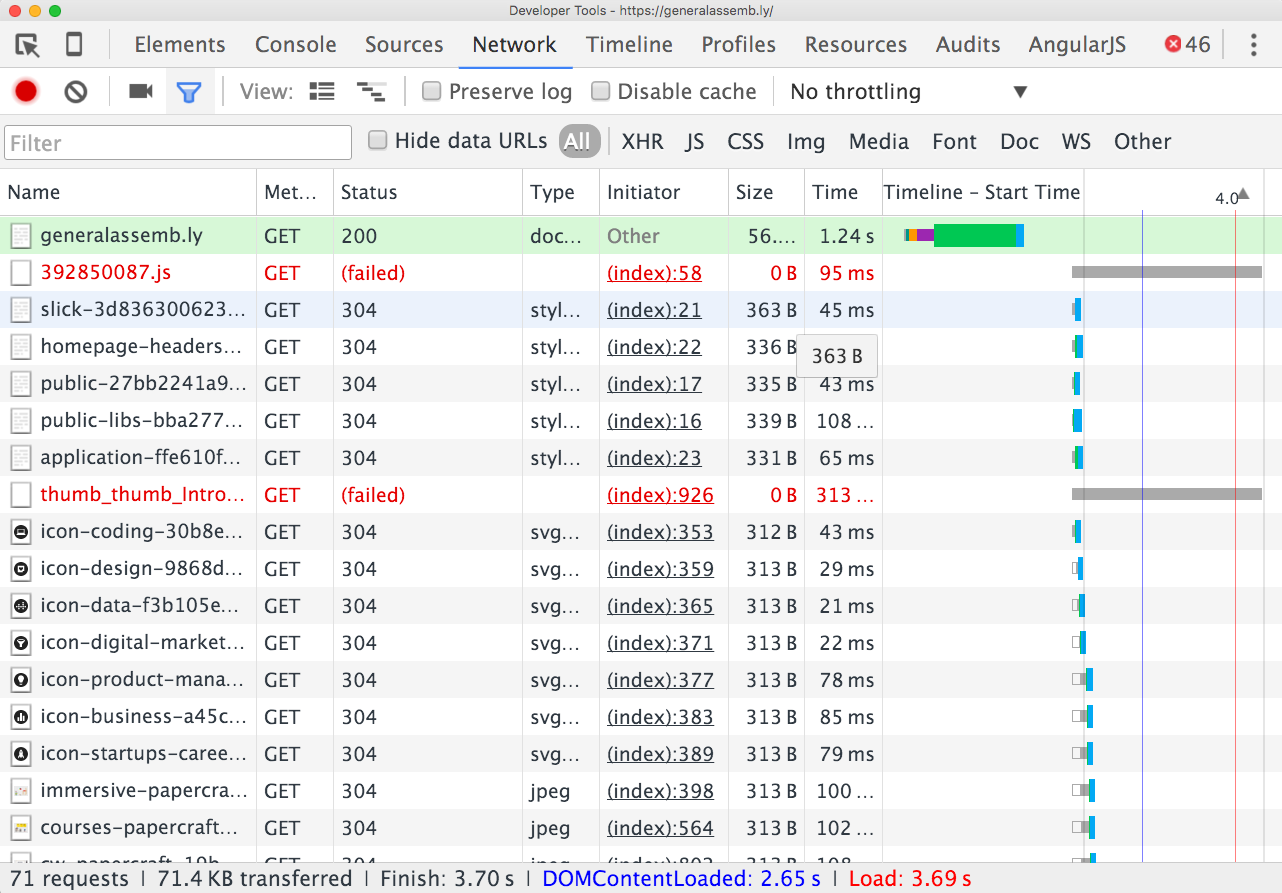 Developer Tools - https://generalassemb.ly/
Elements Console Sources Network Timeline Profiles Resources Audits AngularJS 46
View: Preserve log Disable cache No throttling
Filter Hide data URLs All XHR JS CSS Img Media Font Doc WS Other
Name Met... Status Type Initiator Size Time Timeline – Start Time 4.0
generalassemb.ly GET 200 doc... Other 56.... 1.24 s
392850087.js GET (failed) (index):58 0 B 95 ms
slick-3d836300623... GET 304 styl... (index):21 363 B 45 ms
homepage-headers... GET 304 styl... (index):22 336 B
363 B
public-27bb2241a9... GET 304 styl... (index):17 335 B 43 ms
public-libs-bba277... GET 304 styl... (index):16 339 B 108 ...
application-ffe610f... GET 304 styl... (index):23 331 B 65 ms
thumb_thumb_Intro... GET (failed) (index):926 0 B 313 ...
icon-coding-30b8e... GET 304 svg... (index):353 312 B 43 ms
icon-design-9868d... GET 304 svg... (index):359 313 B 29 ms
icon-data-f3b105e... GET 304 svg... (index):365 313 B 21 ms
icon-digital-market... GET 304 svg... (index):371 313 B 22 ms
icon-product-mana... GET 304 svg... (index):377 313 B 78 ms
icon-business-a45c... GET 304 svg... (index):383 313 B 85 ms
icon-startups-caree... GET 304 svg... (index):389 313 B 79 ms
immersive-papercra... GET 304 jpeg (index):398 313 B 100 ...
courses-papercraft... GET 304 jpeg (index):564 313 B 102 ...
GET 304 jpeg
71 requests | 71.4 KB transferred | Finish: 3.70 s | DOMContentLoaded: 2.65 s | Load: 3.69 s